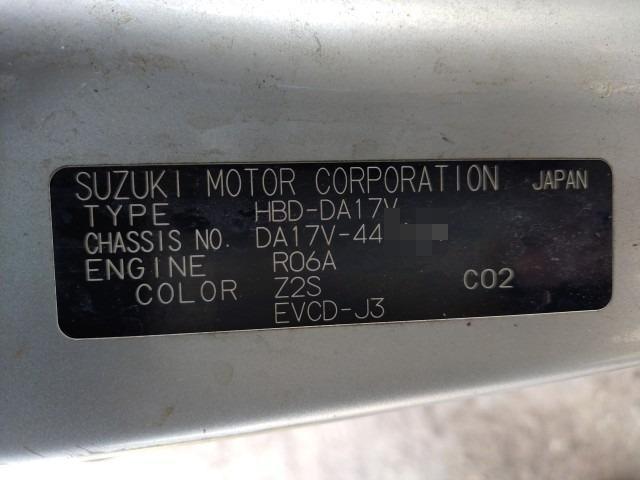 SUZUKI MOTOR CORPORATION JAPAN
TYPE HBD-DA17V
CHASSIS NO. DA17V-44
ENGINE R06A
COLOR Z2S C02
EVCD-J3